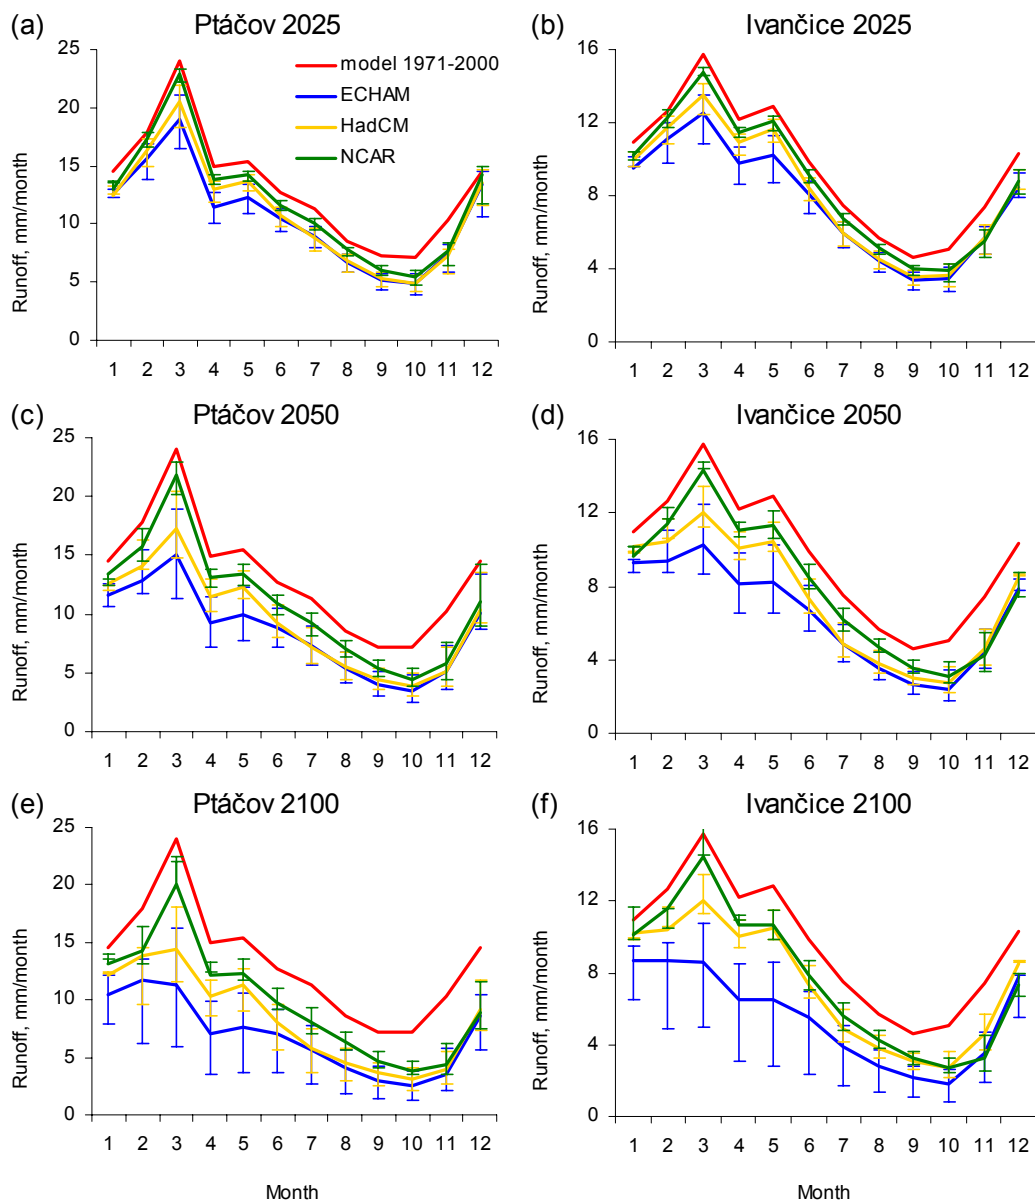 (a) Ptáčov 2025
Runoff, mm/month
25
20
15
10
5
0
model 1971-2000
ECHAM
HadCM
NCAR
1 2 3 4 5 6 7 8 9 10 11 12
(b) Ivančice 2025
Runoff, mm/month
16
12
8
4
0
1 2 3 4 5 6 7 8 9 10 11 12
(c) Ptáčov 2050
Runoff, mm/month
25
20
15
10
5
0
1 2 3 4 5 6 7 8 9 10 11 12
(d) Ivančice 2050
Runoff, mm/month
16
12
8
4
0
1 2 3 4 5 6 7 8 9 10 11 12
(e) Ptáčov 2100
Runoff, mm/month
25
20
15
10
5
0
1 2 3 4 5 6 7 8 9 10 11 12
Month
(f) Ivančice 2100
Runoff, mm/month
16
12
8
4
0
1 2 3 4 5 6 7 8 9 10 11 12
Month